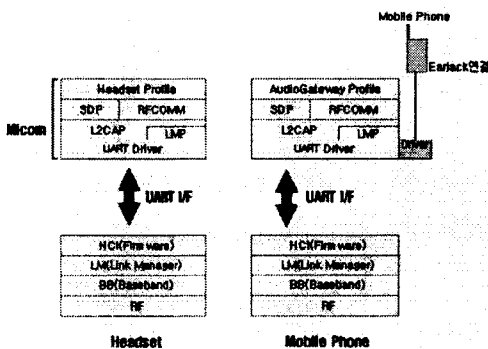 Mobile Phone
Earjack연결
Headset Profile
SDP RFCOMM
L2CAP LMP
UART Driver
Micom
AudioGateway Profile
SDP RFCOMM
L2CAP LMP
UART Driver
Driver
UART I/F
UART I/F
HCI(Firmware)
LM(Link Manager)
BB(Baseband)
RF
Headset
HCI(Firmware)
LM(Link Manager)
BB(Baseband)
RF
Mobile Phone